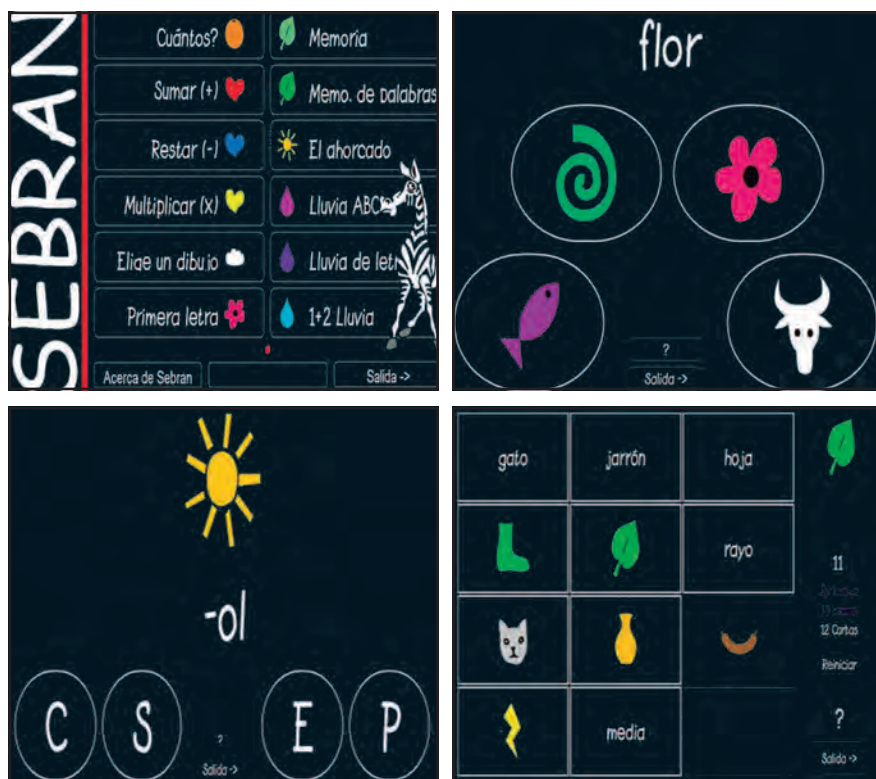 SEBRAN
Cuántos?
Sumar (+)
Restar (-)
Multiplicar (x)
Elige un dibujo
Primera letra
Memoria
Memo. de palabras
El ahorcado
Lluvia ABC
Lluvia de letr
1+2 Lluvia
Acerca de Sebran
Salida ->
flor
?
Salida ->
-ol
C S E P
?
Salida ->
gato jarrón hoja
rayo
media
11
12 Cartas
Reiniciar
?
Salida ->